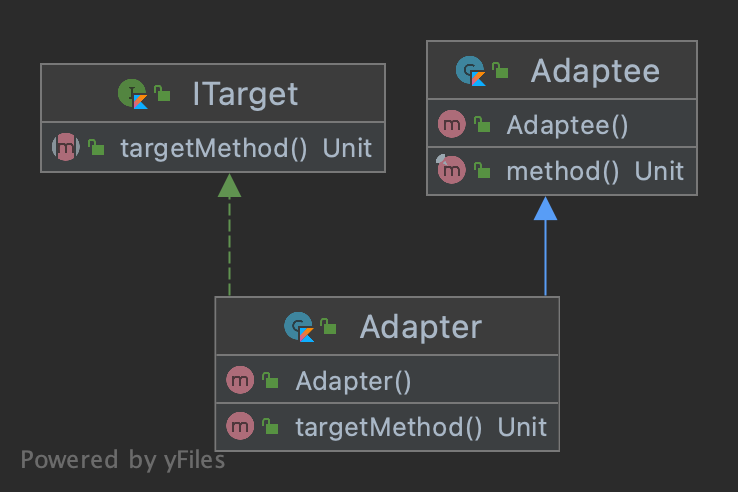 ITarget
targetMethod() Unit
Adaptee
Adaptee()
method() Unit
Adapter
Adapter()
targetMethod() Unit
Powered by yFiles